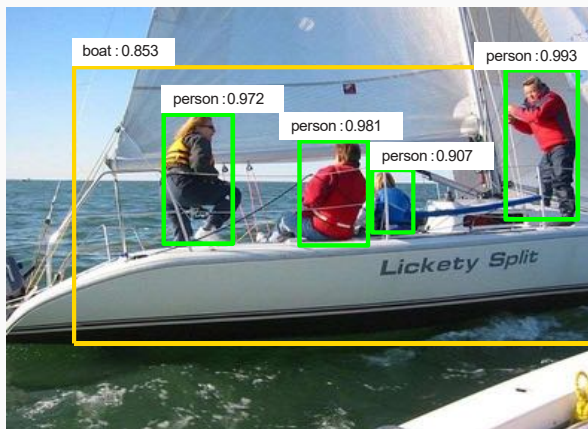 boat : 0.853
person : 0.993
person : 0.972
person : 0.981
person : 0.907
Lickety Split